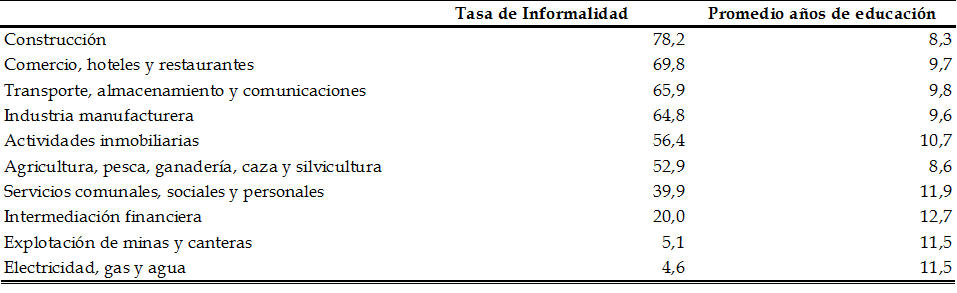 Tasa de Informalidad Promedio años de educación
Construcción 78,2 8,3
Comercio, hoteles y restaurantes 69,8 9,7
Transporte, almacenamiento y comunicaciones 65,9 9,8
Industria manufacturera 64,8 9,6
Actividades inmobiliarias 56,4 10,7
Agricultura, pesca, ganadería, caza y silvicultura 52,9 8,6
Servicios comunales, sociales y personales 39,9 11,9
Intermediación financiera 20,0 12,7
Explotación de minas y canteras 5,1 11,5
Electricidad, gas y agua 4,6 11,5